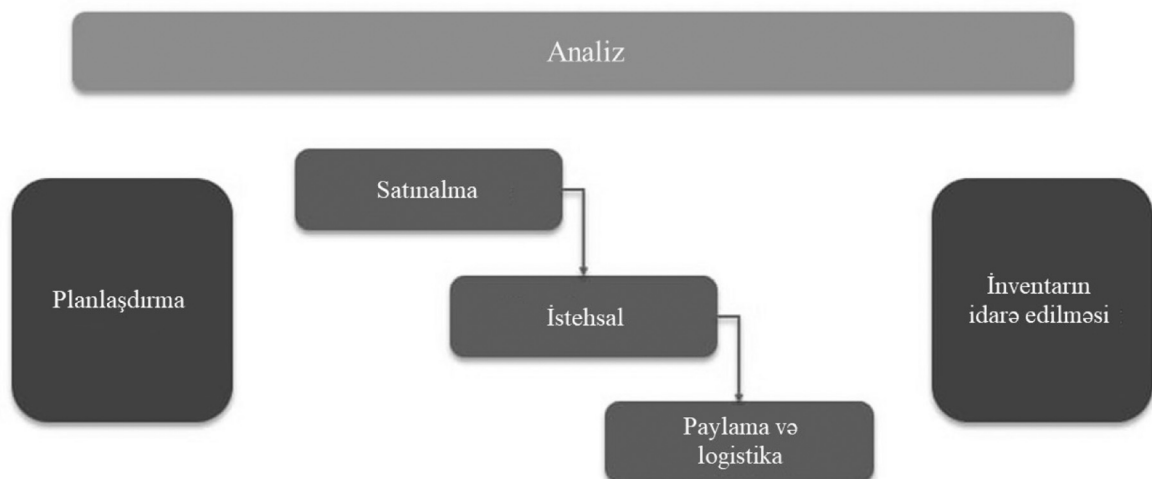 Analiz
Satınalma
Planlaşdırma
İstehsal
İnventarın
idarə edilməsi
Paylama və
logistika